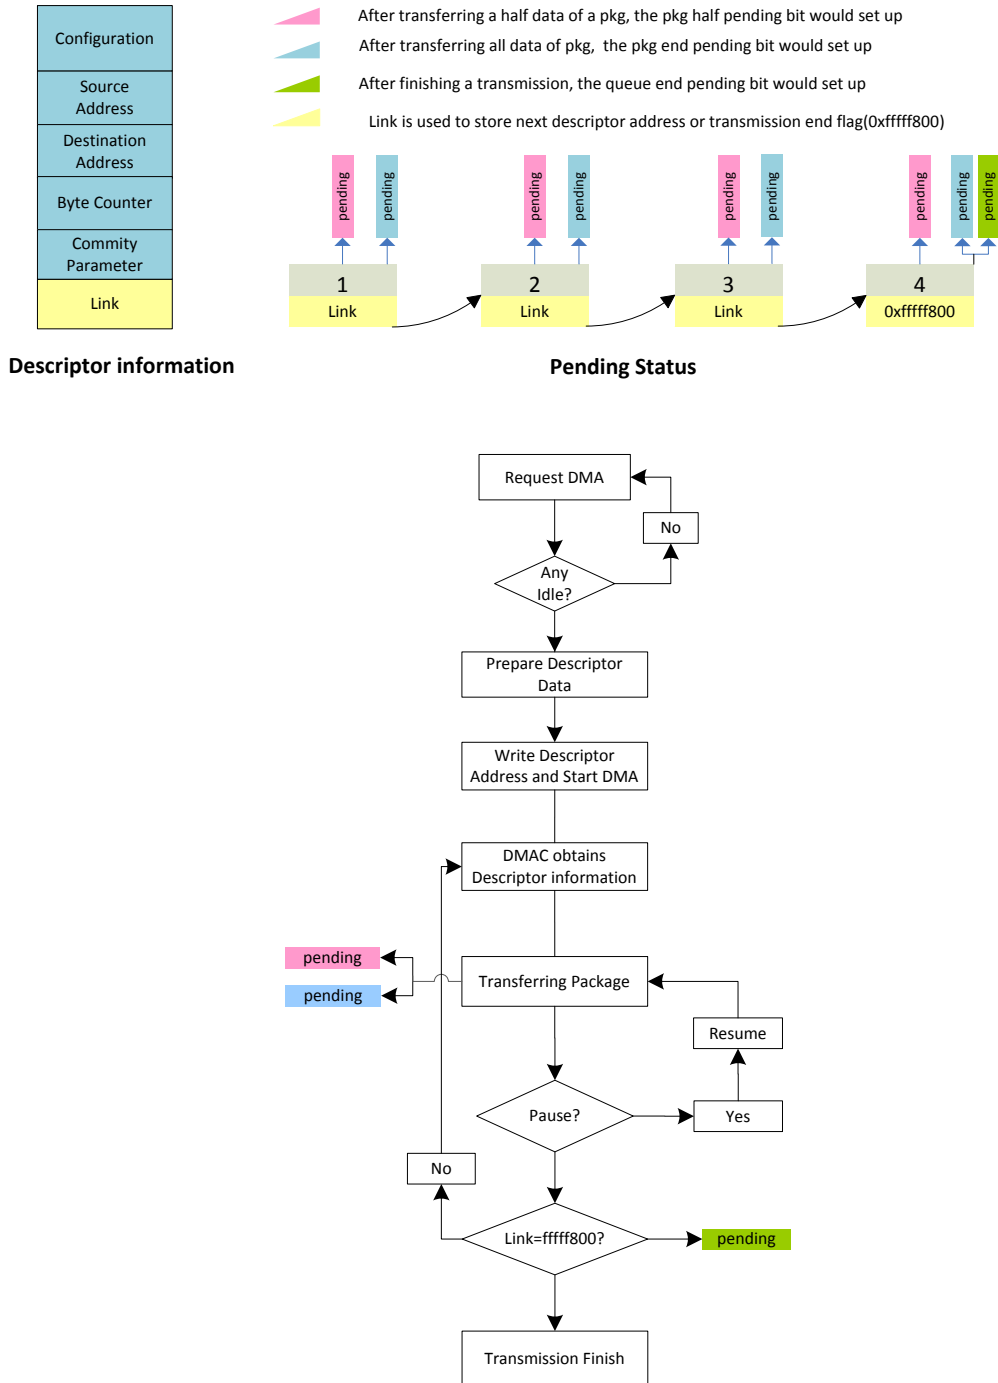 Configuration
Source
Address
Destination
Address
Byte Counter
Commity
Parameter
Link
Descriptor information
After transferring a half data of a pkg, the pkg half pending bit would set up
After transferring all data of pkg, the pkg end pending bit would set up
After finishing a transmission, the queue end pending bit would set up
Link is used to store next descriptor address or transmission end flag(0xfffff800)
pending
pending
pending
pending
pending
pending
pending
pending
pending
1
Link
2
Link
3
Link
4
0xfffff800
Pending Status
Request DMA
No
Any
Idle?
Prepare Descriptor
Data
Write Descriptor
Address and Start DMA
DMAC obtains
Descriptor information
pending
pending
Transferring Package
Resume
Pause?
Yes
No
Link=fffff800?
pending
Transmission Finish